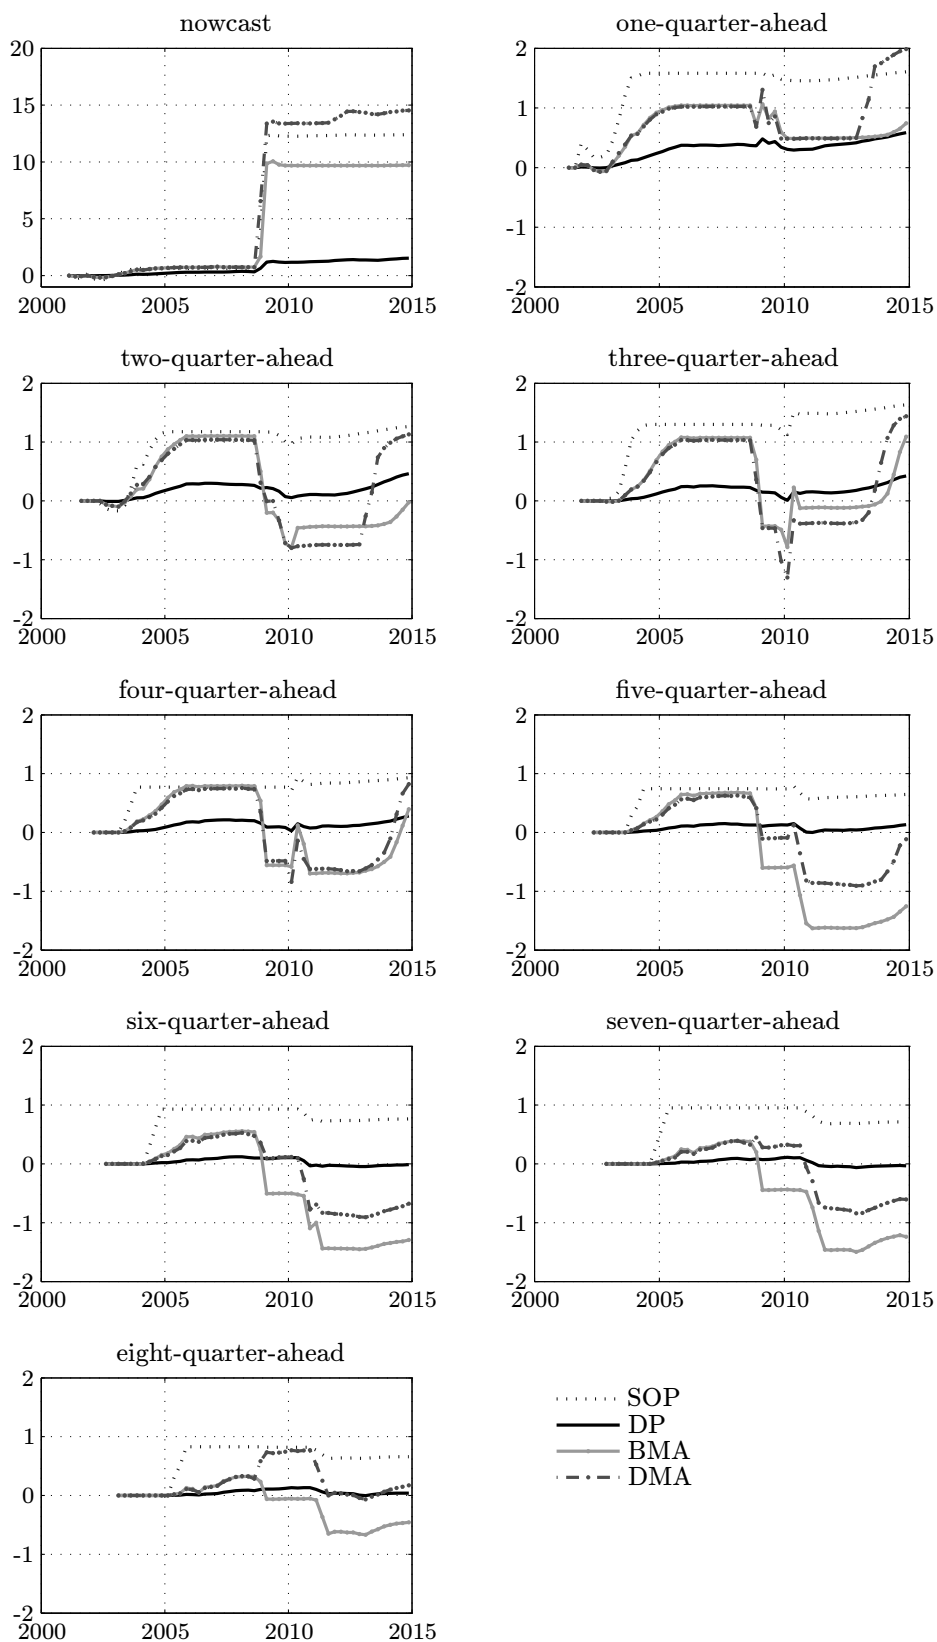 nowcast
20
15
10
5
0
2000 2005 2010 2015
one-quarter-ahead
2
1
0
-1
-2
2000 2005 2010 2015
two-quarter-ahead
2
1
0
-1
-2
2000 2005 2010 2015
three-quarter-ahead
2
1
0
-1
-2
2000 2005 2010 2015
four-quarter-ahead
2
1
0
-1
-2
2000 2005 2010 2015
five-quarter-ahead
2
1
0
-1
-2
2000 2005 2010 2015
six-quarter-ahead
2
1
0
-1
-2
2000 2005 2010 2015
seven-quarter-ahead
2
1
0
-1
-2
2000 2005 2010 2015
eight-quarter-ahead
2
1
0
-1
-2
2000 2005 2010 2015
SOP
DP
BMA
DMA